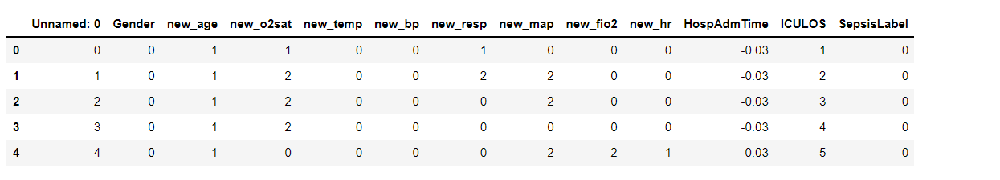 Unnamed: 0 Gender new_age new_o2sat new_temp new_bp new_resp new_map new_fio2 new_hr HospAdmTime ICULOS SepsisLabel
0 0 0 1 1 0 0 1 0 0 0 -0.03 1 0
1 1 0 1 2 0 0 2 2 0 0 -0.03 2 0
2 2 0 1 2 0 0 0 2 0 0 -0.03 3 0
3 3 0 1 2 0 0 0 0 0 0 -0.03 4 0
4 4 0 1 0 0 0 0 2 2 1 -0.03 5 0